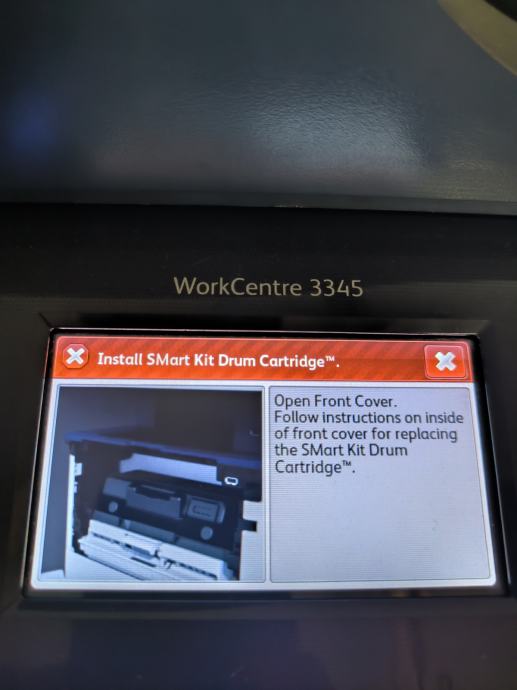 WorkCentre 3345
Install SMart Kit Drum Cartridge™.
Open Front Cover.
Follow instructions on inside
of front cover for replacing
the SMart Kit Drum
Cartridge™.